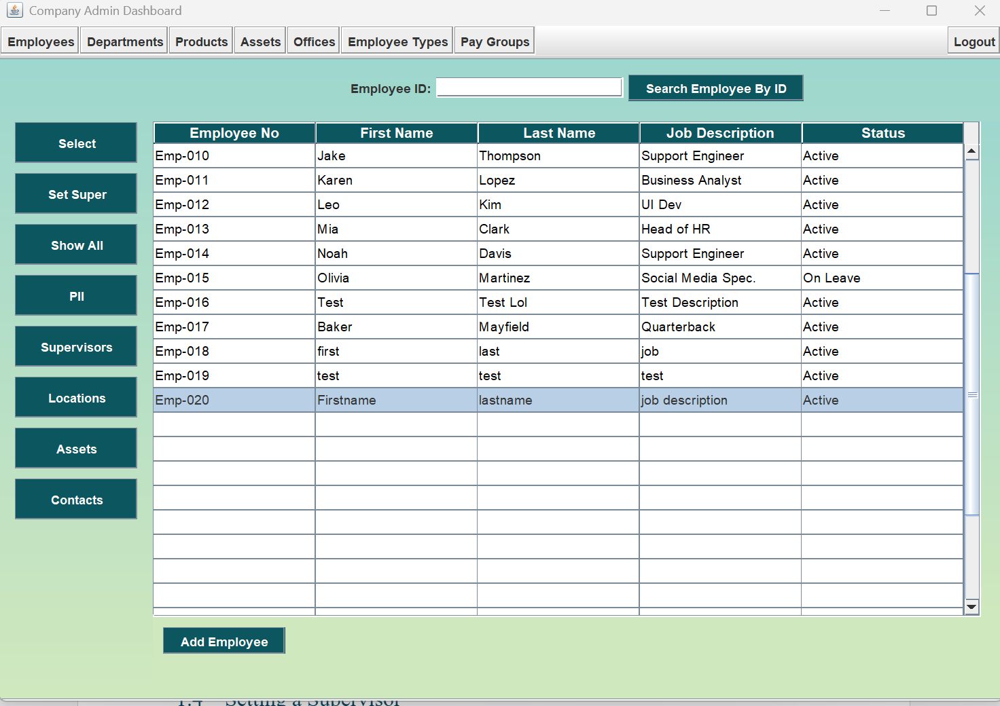 Company Admin Dashboard
Employees Departments Products Assets Offices Employee Types Pay Groups Logout
Employee ID: Search Employee By ID
Select
Set Super
Show All
PII
Supervisors
Locations
Assets
Contacts
Employee No First Name Last Name Job Description Status
Emp-010 Jake Thompson Support Engineer Active
Emp-011 Karen Lopez Business Analyst Active
Emp-012 Leo Kim UI Dev Active
Emp-013 Mia Clark Head of HR Active
Emp-014 Noah Davis Support Engineer Active
Emp-015 Olivia Martinez Social Media Spec. On Leave
Emp-016 Test Test Lol Test Description Active
Emp-017 Baker Mayfield Quarterback Active
Emp-018 first last job Active
Emp-019 test test test Active
Emp-020 Firstname lastname job description Active
Add Employee
1.4 Setting a Supervisor